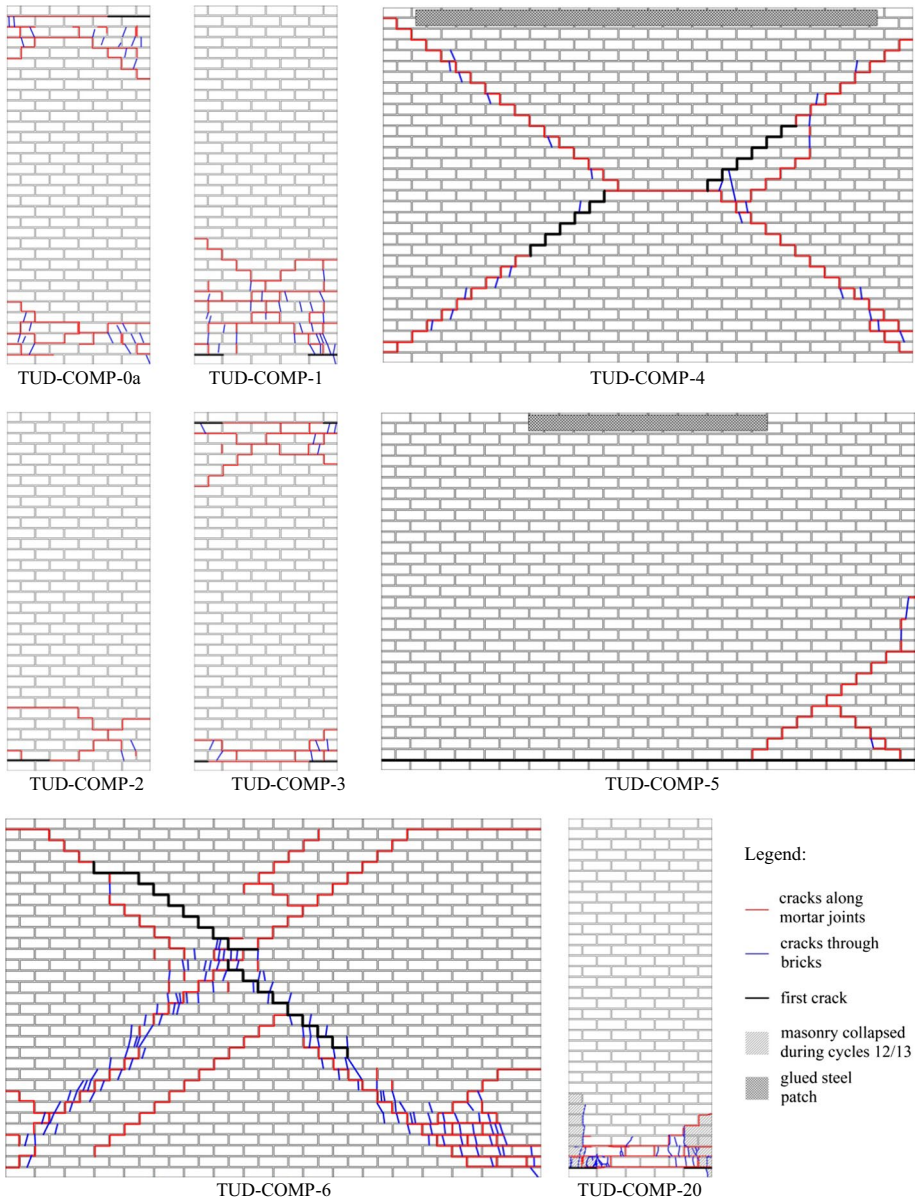 TUD-COMP-0a
TUD-COMP-1
TUD-COMP-4
TUD-COMP-2
TUD-COMP-3
TUD-COMP-5
TUD-COMP-6
TUD-COMP-20
Legend:
cracks along
mortar joints
cracks through
bricks
first crack
masonry collapsed
during cycles 12/13
glued steel
patch